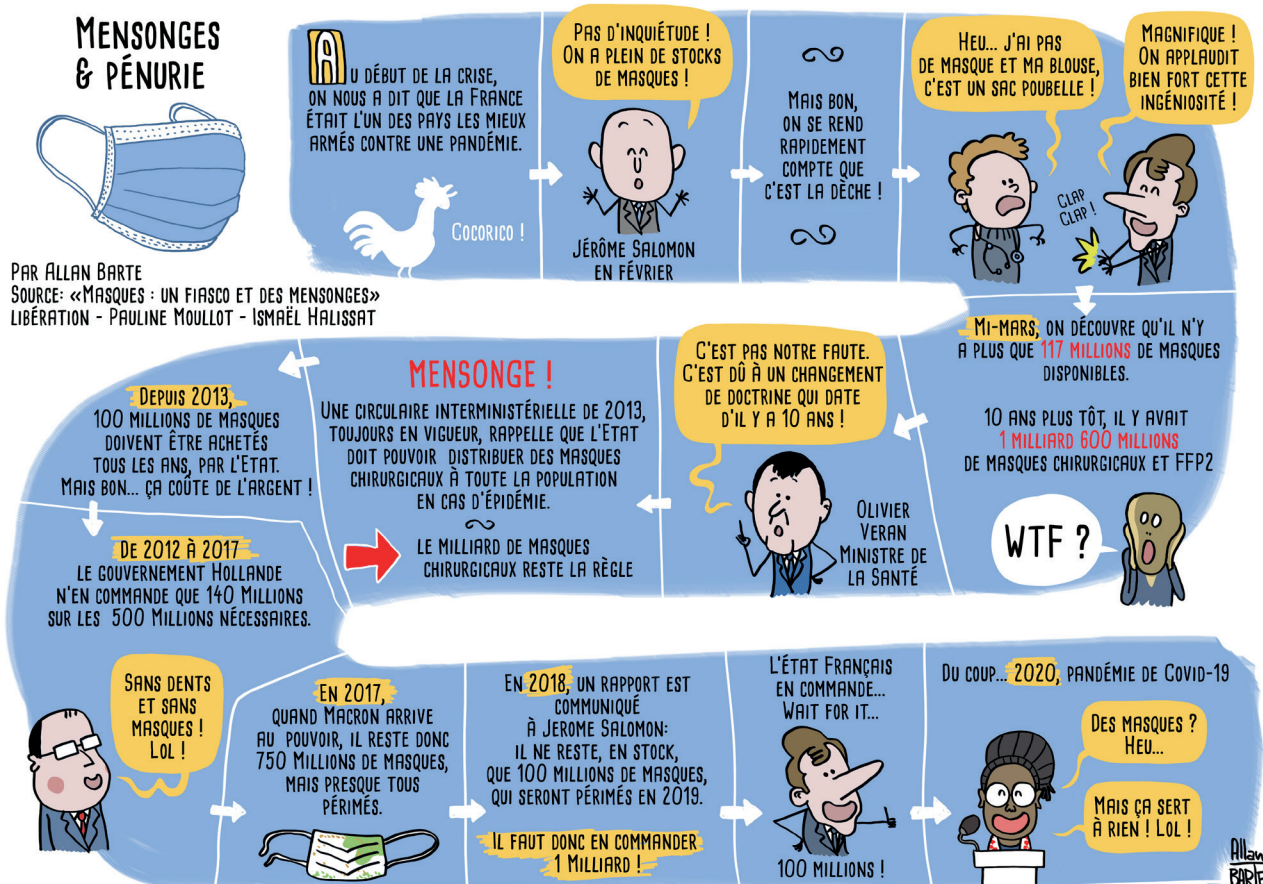 MENSONGES
& PÉNURIE
PAR ALLAN BARTE
SOURCE: «MASQUES : UN FIASCO ET DES MENSONGES»
LIBÉRATION - PAULINE MOULLOT - ISMAËL HALISSAT
AU DÉBUT DE LA CRISE,
ON NOUS A DIT QUE LA FRANCE
ÉTAIT L'UN DES PAYS LES MIEUX
ARMÉS CONTRE UNE PANDÉMIE.
COCORICO !
PAS D'INQUIÉTUDE !
ON A PLEIN DE STOCKS
DE MASQUES !
JÉRÔME SALOMON
EN FÉVRIER
MAIS BON,
ON SE REND
RAPIDEMENT
COMPTE QUE
C'EST LA DÈCHE !
HEU... J'AI PAS
DE MASQUE ET MA BLOUSE,
C'EST UN SAC POUBELLE !
MAGNIFIQUE !
ON APPLAUDIT
BIEN FORT CETTE
INGÉNIOSITÉ !
CLAP
CLAP !
MI-MARS, ON DÉCOUVRE QU'IL N'Y
A PLUS QUE 117 MILLIONS DE MASQUES
DISPONIBLES.
10 ANS PLUS TÔT, IL Y AVAIT
1 MILLIARD 600 MILLIONS
DE MASQUES CHIRURGICAUX ET FFP2
WTF ?
C'EST PAS NOTRE FAUTE.
C'EST DÛ À UN CHANGEMENT
DE DOCTRINE QUI DATE
D'IL Y A 10 ANS !
OLIVIER
VERAN
MINISTRE DE
LA SANTÉ
MENSONGE !
UNE CIRCULAIRE INTERMINISTÉRIELLE DE 2013,
TOUJOURS EN VIGUEUR, RAPPELLE QUE L'ETAT
DOIT POUVOIR DISTRIBUER DES MASQUES
CHIRURGICAUX À TOUTE LA POPULATION
EN CAS D'ÉPIDÉMIE.
LE MILLIARD DE MASQUES
CHIRURGICAUX RESTE LA RÈGLE
DEPUIS 2013,
100 MILLIONS DE MASQUES
DOIVENT ÊTRE ACHETÉS
TOUS LES ANS, PAR L'ETAT.
MAIS BON... ÇA COÛTE DE L'ARGENT !
DE 2012 À 2017
LE GOUVERNEMENT HOLLANDE
N'EN COMMANDE QUE 140 MILLIONS
SUR LES 500 MILLIONS NÉCESSAIRES.
SANS DENTS
ET SANS
MASQUES !
LOL !
EN 2017,
QUAND MACRON ARRIVE
AU POUVOIR, IL RESTE DONC
750 MILLIONS DE MASQUES,
MAIS PRESQUE TOUS
PÉRIMÉS.
EN 2018, UN RAPPORT EST
COMMUNIQUÉ
À JEROME SALOMON:
IL NE RESTE, EN STOCK,
QUE 100 MILLIONS DE MASQUES,
QUI SERONT PÉRIMÉS EN 2019.
IL FAUT DONC EN COMMANDER
1 MILLIARD !
L'ÉTAT FRANÇAIS
EN COMMANDE...
WAIT FOR IT...
100 MILLIONS !
DU COUP... 2020, PANDÉMIE DE COVID-19
DES MASQUES ?
HEU...
MAIS ÇA SERT
À RIEN ! LOL !
Allan
BARTE